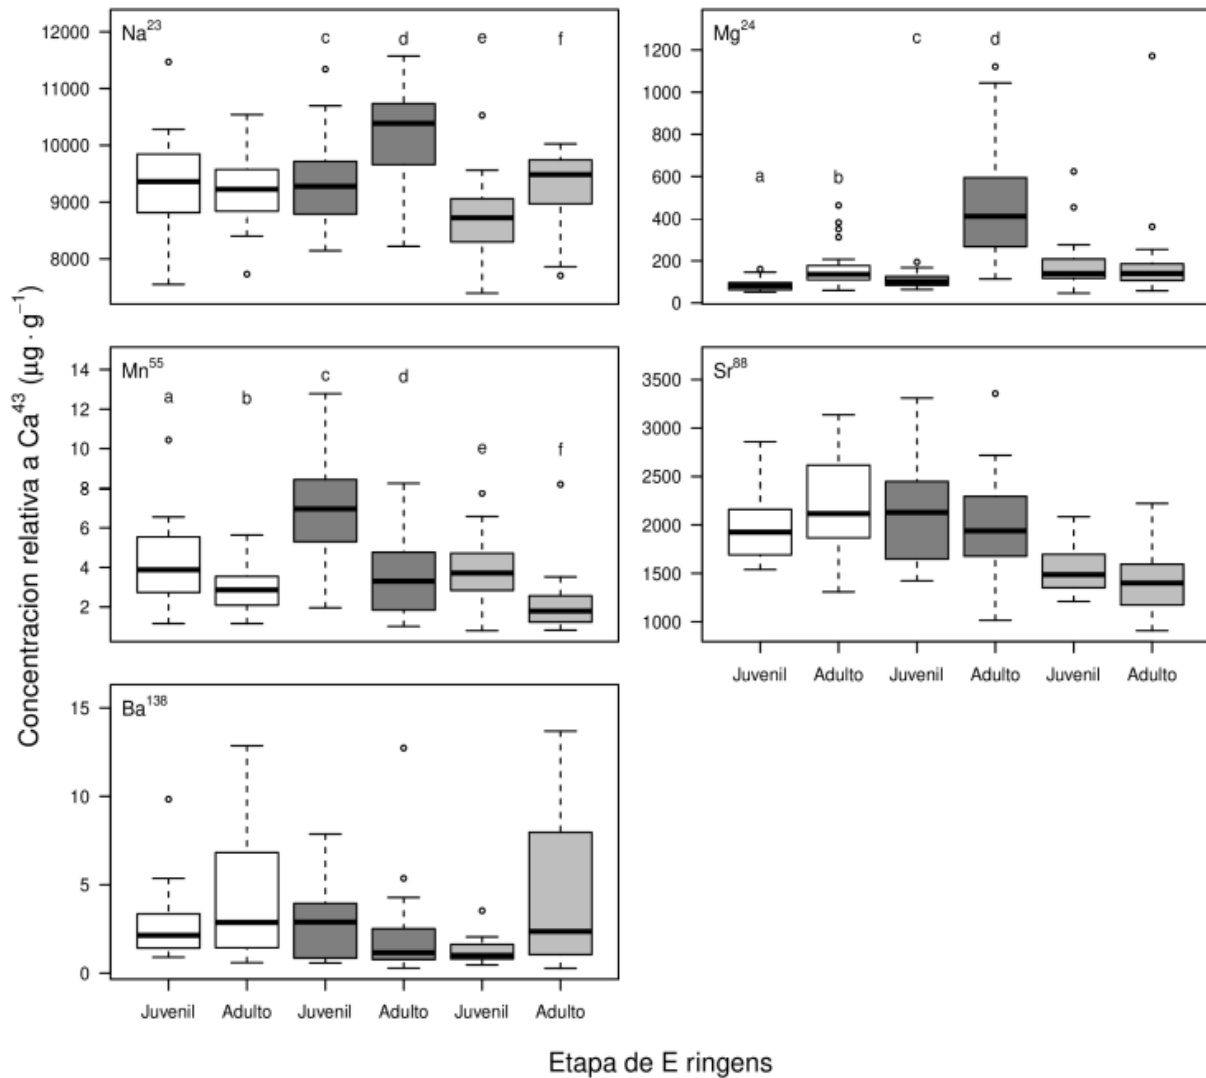 Concentracion relativa a Ca⁴³ (µg · g⁻¹)
Na²³
c d e f
12000
11000
10000
9000
8000
Mg²⁴
c d
a b
1200
1000
800
600
400
200
0
Mn⁵⁵
a b c d e f
14
12
10
8
6
4
2
Sr⁸⁸
3500
3000
2500
2000
1500
1000
Juvenil Adulto Juvenil Adulto Juvenil Adulto
Ba¹³⁸
15
10
5
0
Juvenil Adulto Juvenil Adulto Juvenil Adulto
Etapa de E ringens